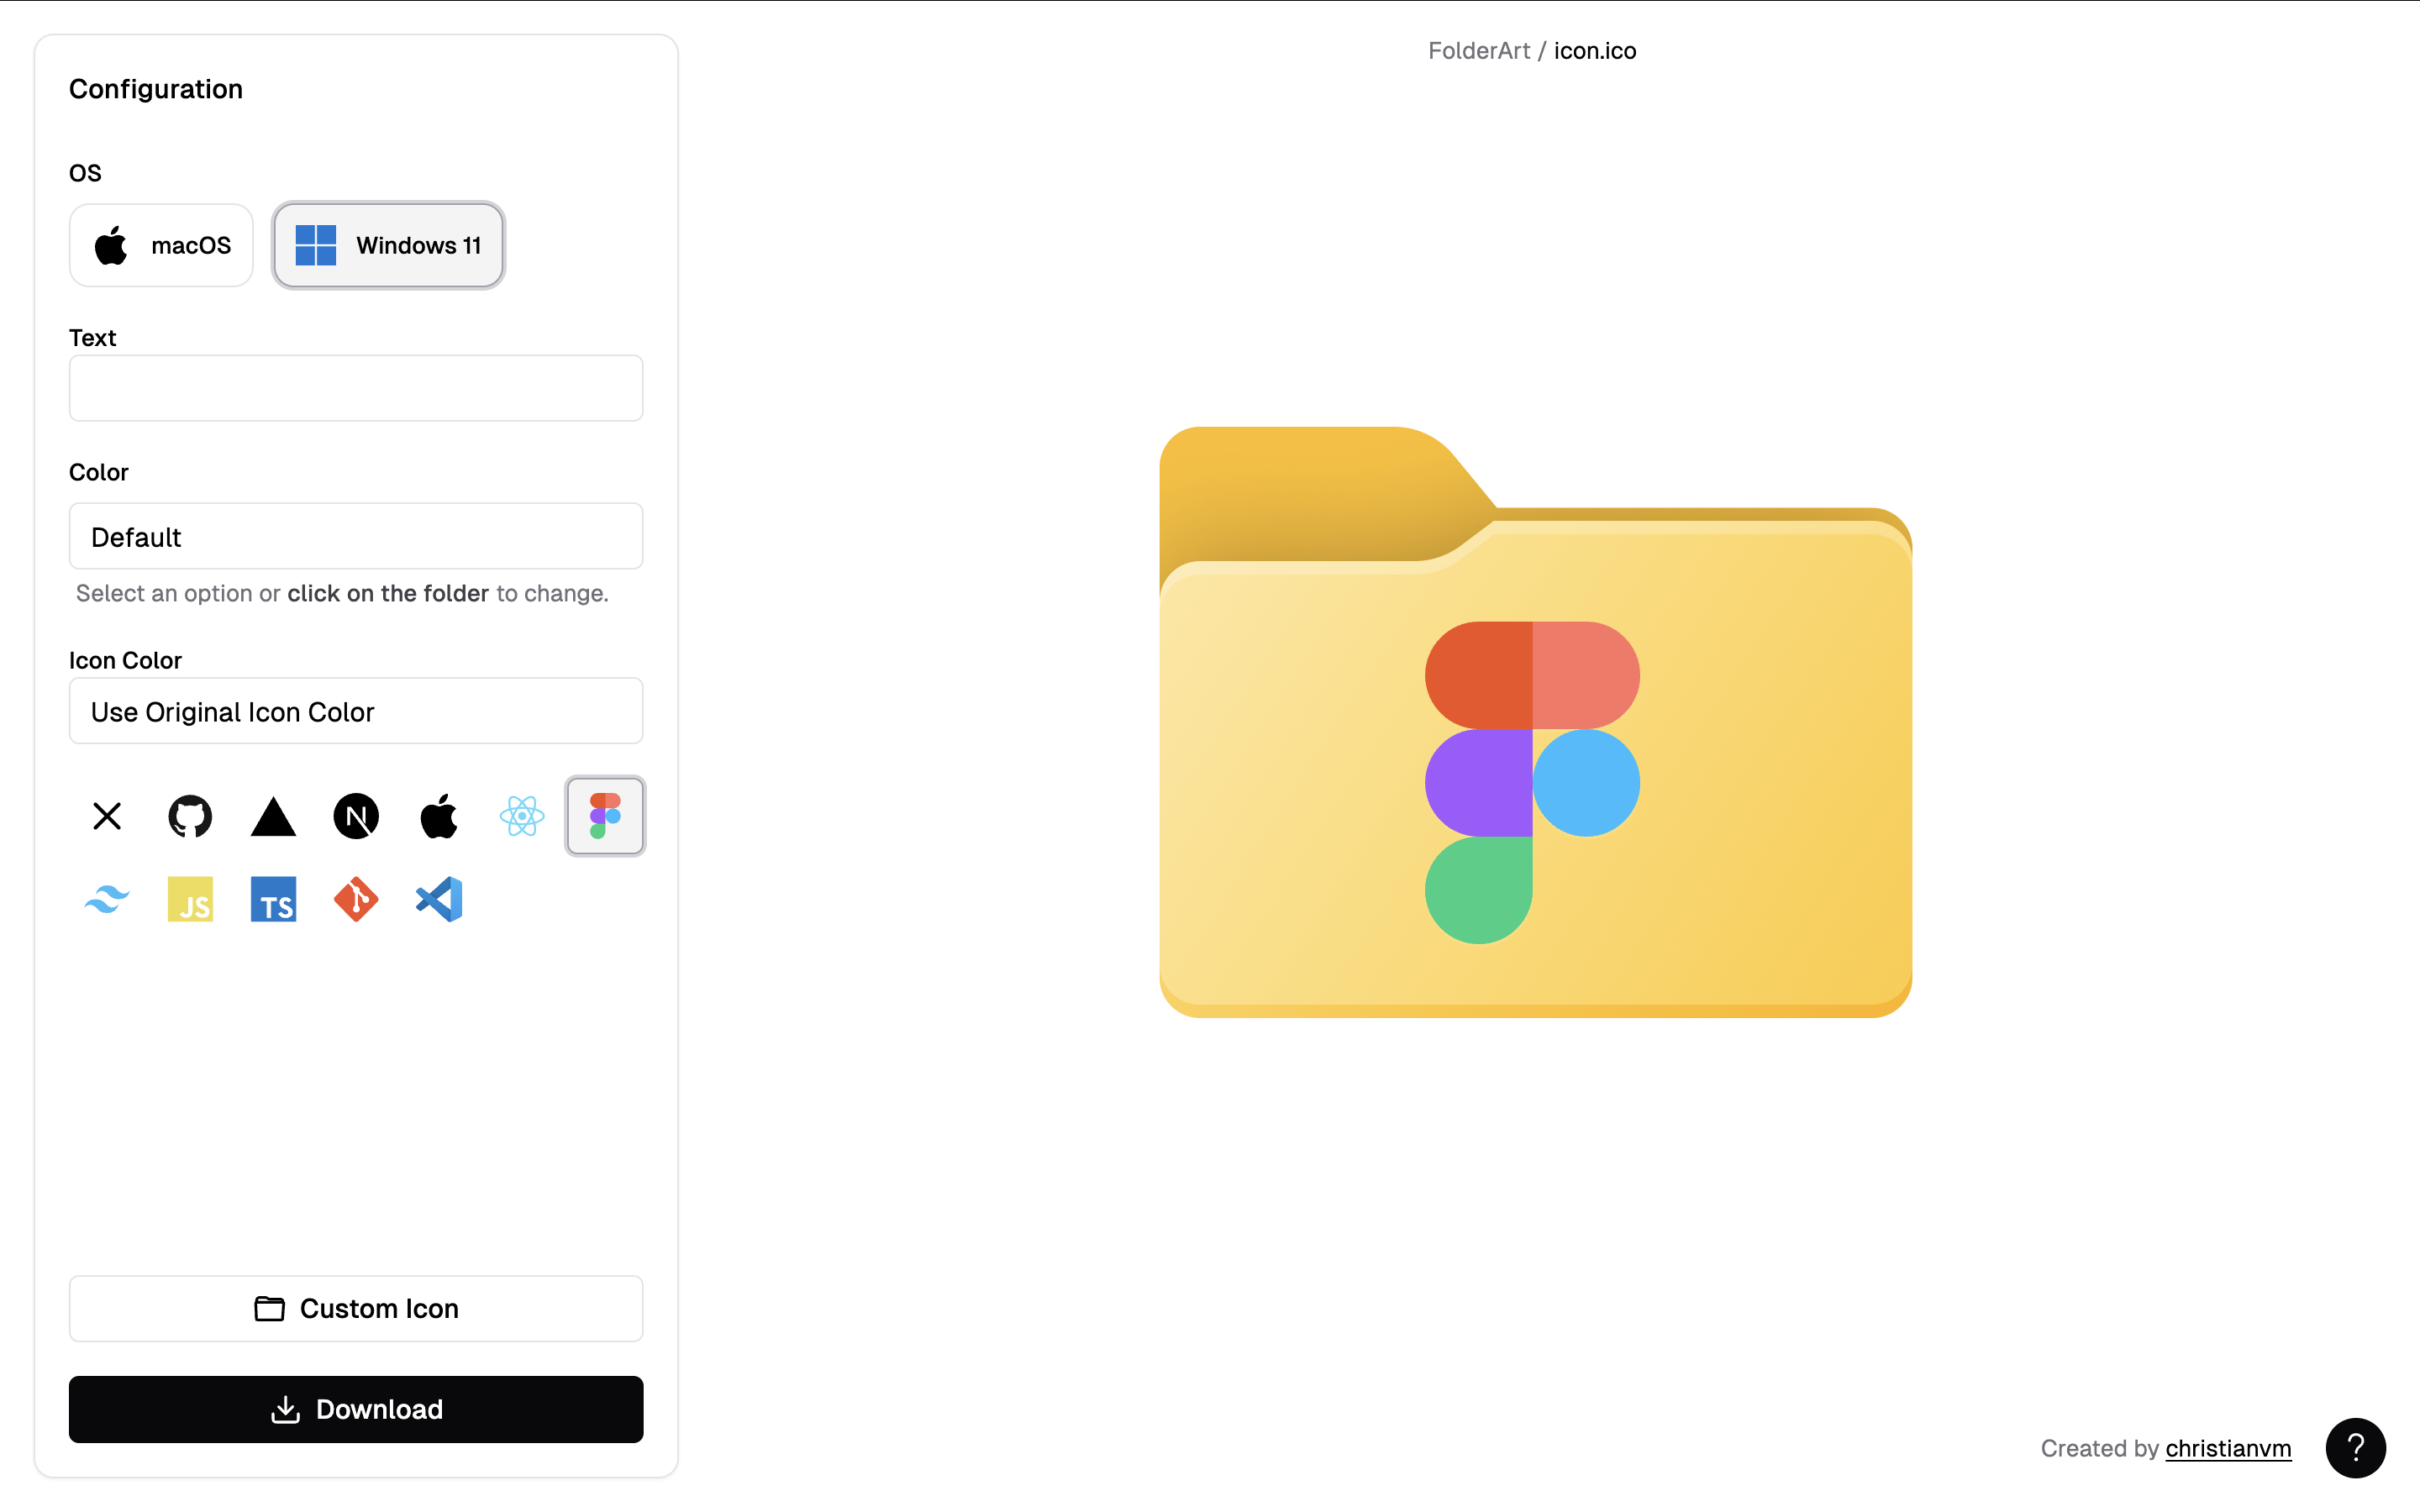 Configuration
OS
macOS
Windows 11
Text
Color
Default
Select an option or click on the folder to change.
Icon Color
Use Original Icon Color
N
JS
TS
Custom Icon
Download
FolderArt / icon.ico
Created by christianvm
?